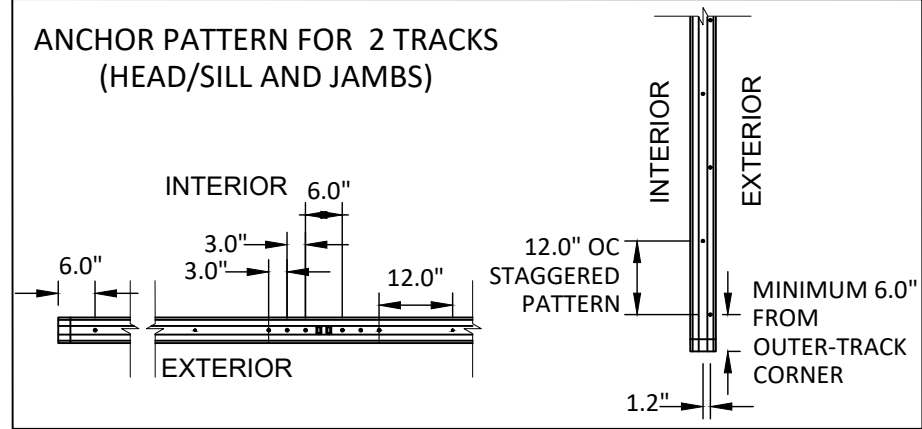 ANCHOR PATTERN FOR 2 TRACKS
(HEAD/SILL AND JAMBS)
INTERIOR
6.0"
3.0"
3.0"
6.0"
12.0"
EXTERIOR
INTERIOR
EXTERIOR
12.0" OC
STAGGERED
PATTERN
MINIMUM 6.0"
FROM
OUTER-TRACK
CORNER
1.2"